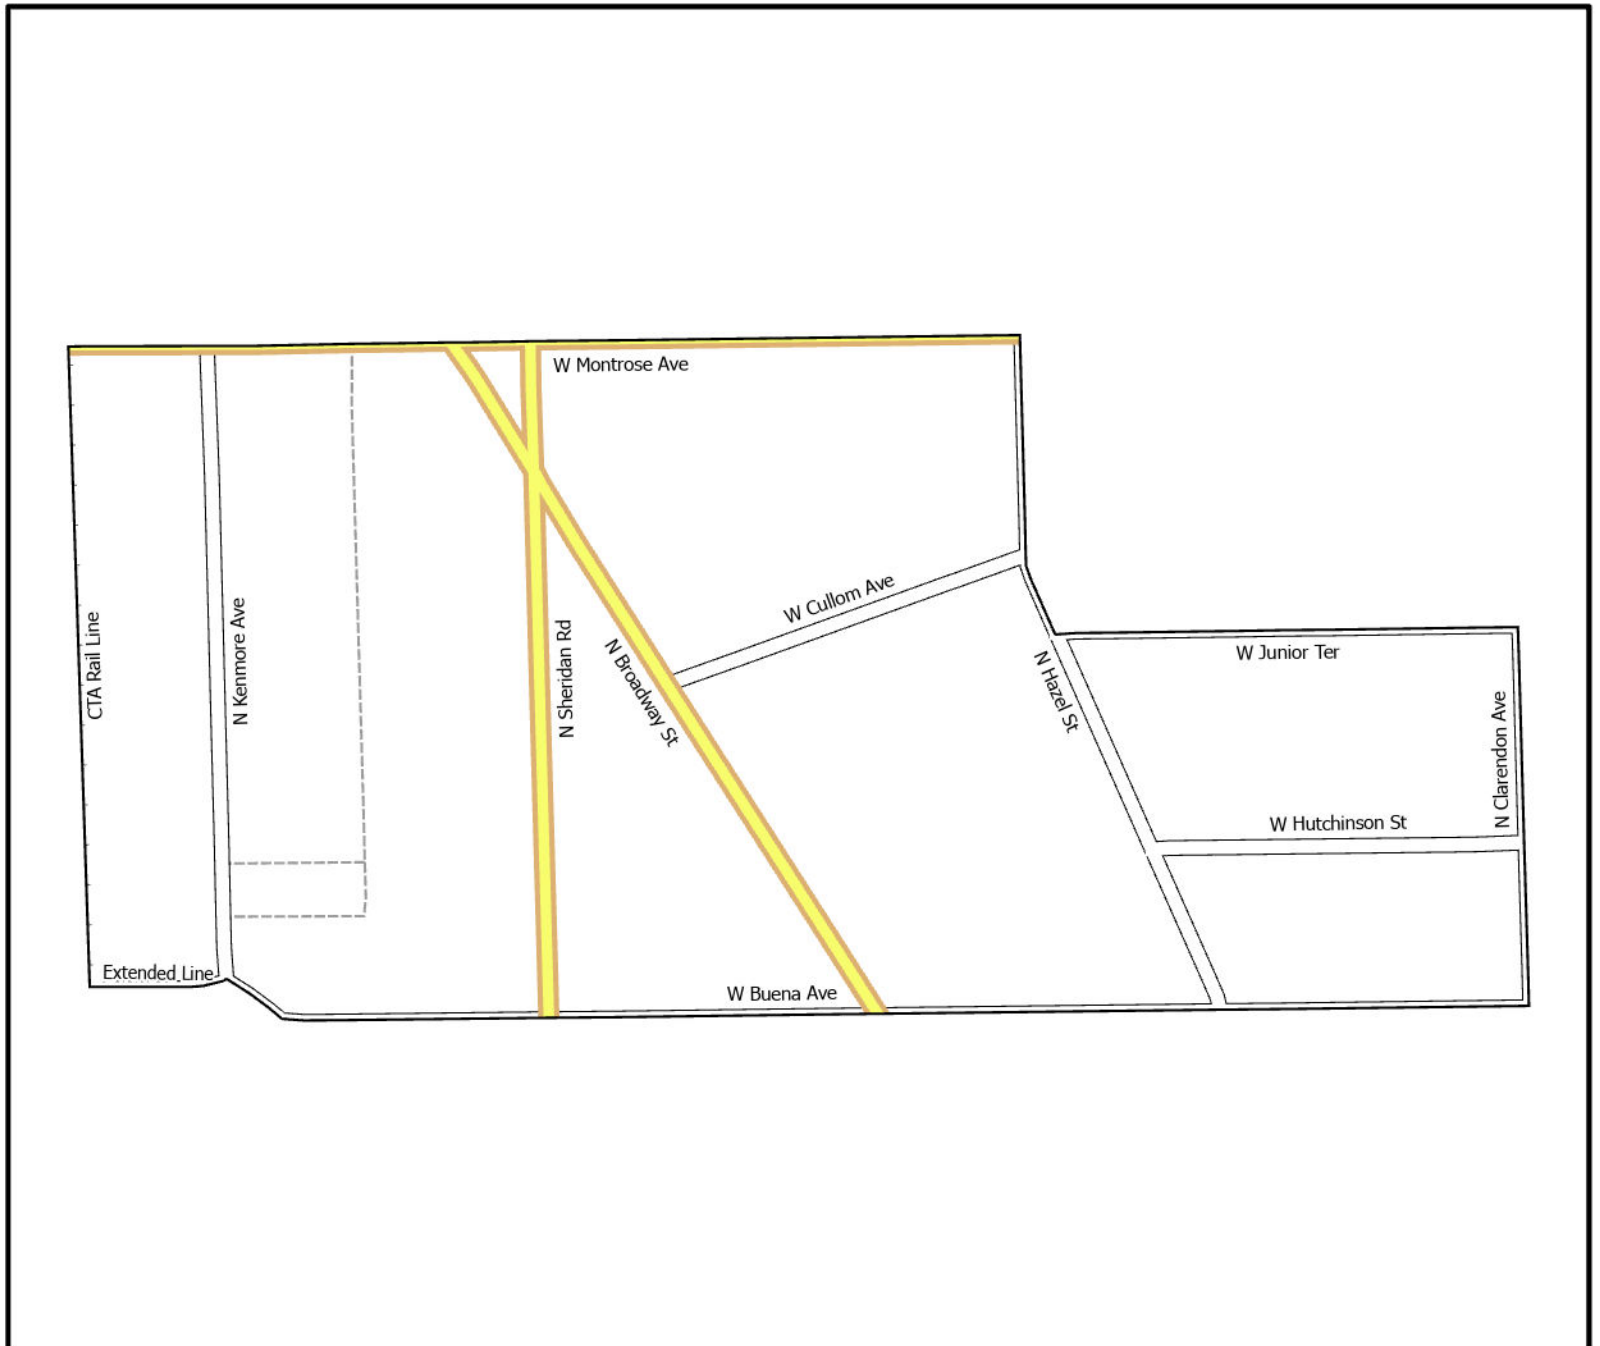 W Montrose Ave
W Cullom Ave
CTA Rail Line
N Kenmore Ave
N Sheridan Rd
N Broadway St
N Hazel St
W Junior Ter
N Clarendon Ave
W Hutchinson St
Extended Line
W Buena Ave